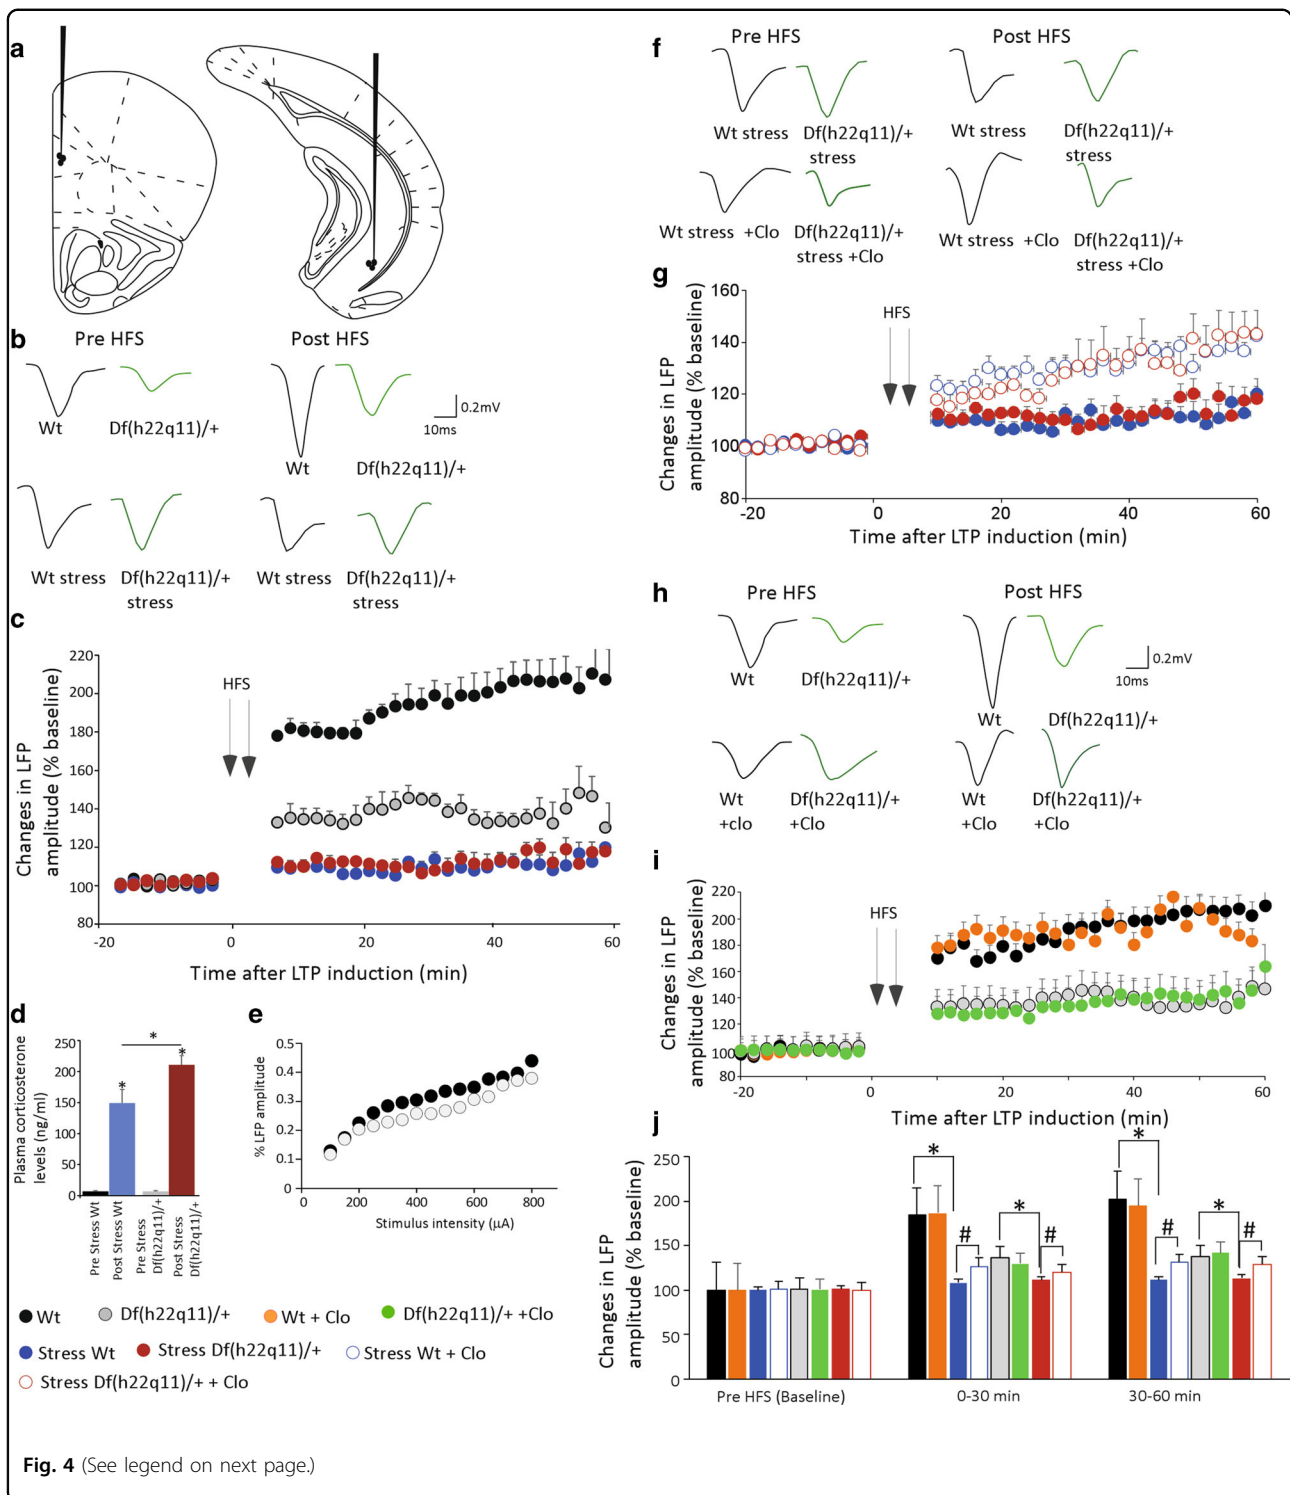 a
b
Pre HFS
Post HFS
Wt
Df(h22q11)/+
Wt
Df(h22q11)/+
0.2mV
10ms
Wt stress
Df(h22q11)/+
stress
Wt stress
Df(h22q11)/+
stress
c
Changes in LFP
amplitude (% baseline)
220
200
180
160
140
120
100
80
HFS
-20
0
20
40
60
Time after LTP induction (min)
d
Plasma corticosterone
levels (ng/ml)
250
200
150
100
50
0
*
*
*
Pre Stress Wt
Post Stress Wt
Pre Stress
Df(h22q11)/+
Post Stress
Df(h22q11)/+
e
% LFP amplitude
0.5
0.4
0.3
0.2
0.1
0
0
200
400
600
800
Stimulus intensity (µA)
f
Pre HFS
Post HFS
Wt stress
Df(h22q11)/+
stress
Wt stress
Df(h22q11)/+
stress
Wt stress +Clo
Df(h22q11)/+
stress +Clo
Wt stress +Clo
Df(h22q11)/+
stress +Clo
g
Changes in LFP
amplitude (% baseline)
160
140
120
100
80
HFS
-20
0
20
40
60
Time after LTP induction (min)
h
Pre HFS
Post HFS
Wt
Df(h22q11)/+
Wt
Df(h22q11)/+
0.2mV
10ms
Wt
+clo
Df(h22q11)/+
+Clo
Wt
+Clo
Df(h22q11)/+
+Clo
i
Changes in LFP
amplitude (% baseline)
220
200
180
160
140
120
100
80
HFS
-20
0
20
40
60
Time after LTP induction (min)
j
Changes in LFP
amplitude (% baseline)
250
200
150
100
50
0
*
#
*
#
*
#
*
#
Pre HFS (Baseline)
0-30 min
30-60 min
Wt
Df(h22q11)/+
Wt + Clo
Df(h22q11)/+ +Clo
Stress Wt
Stress Df(h22q11)/+
Stress Wt + Clo
Stress Df(h22q11)/+ + Clo
Fig. 4 (See legend on next page.)